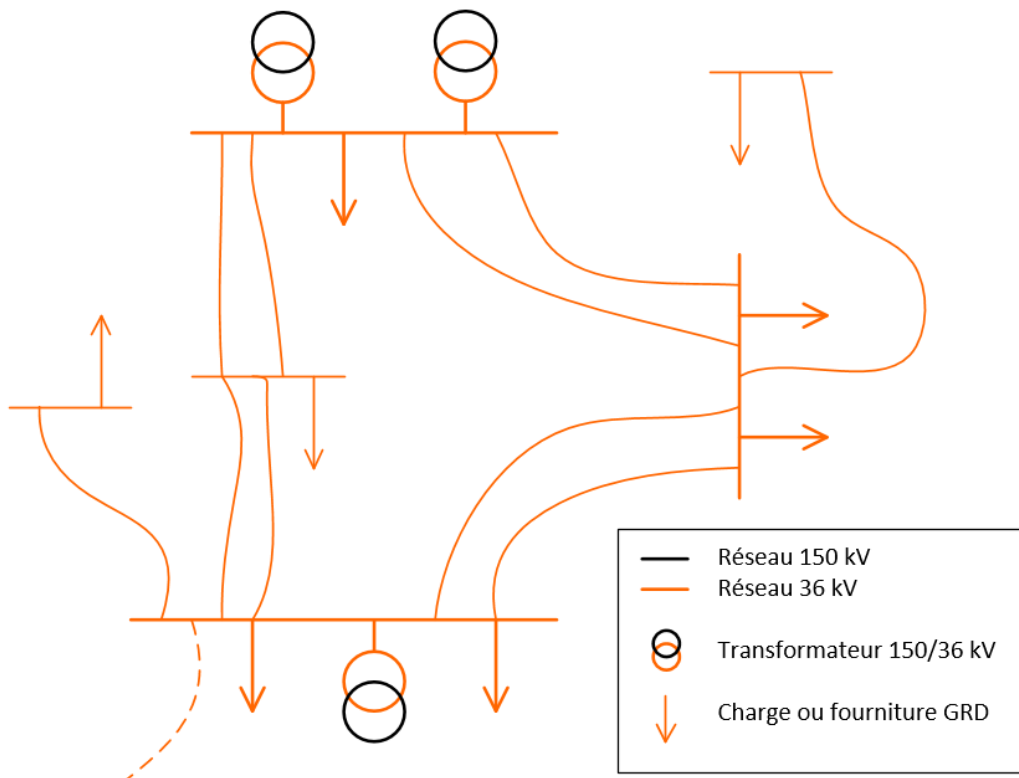 Réseau 150 kV
Réseau 36 kV
Transformateur 150/36 kV
Charge ou fourniture GRD